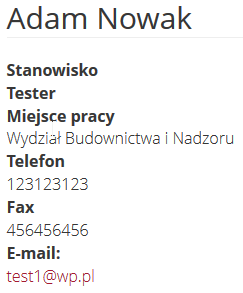 Adam Nowak
Stanowisko
Tester
Miejsce pracy
Wydział Budownictwa i Nadzoru
Telefon
123123123
Fax
456456456
E-mail:
test1@wp.pl